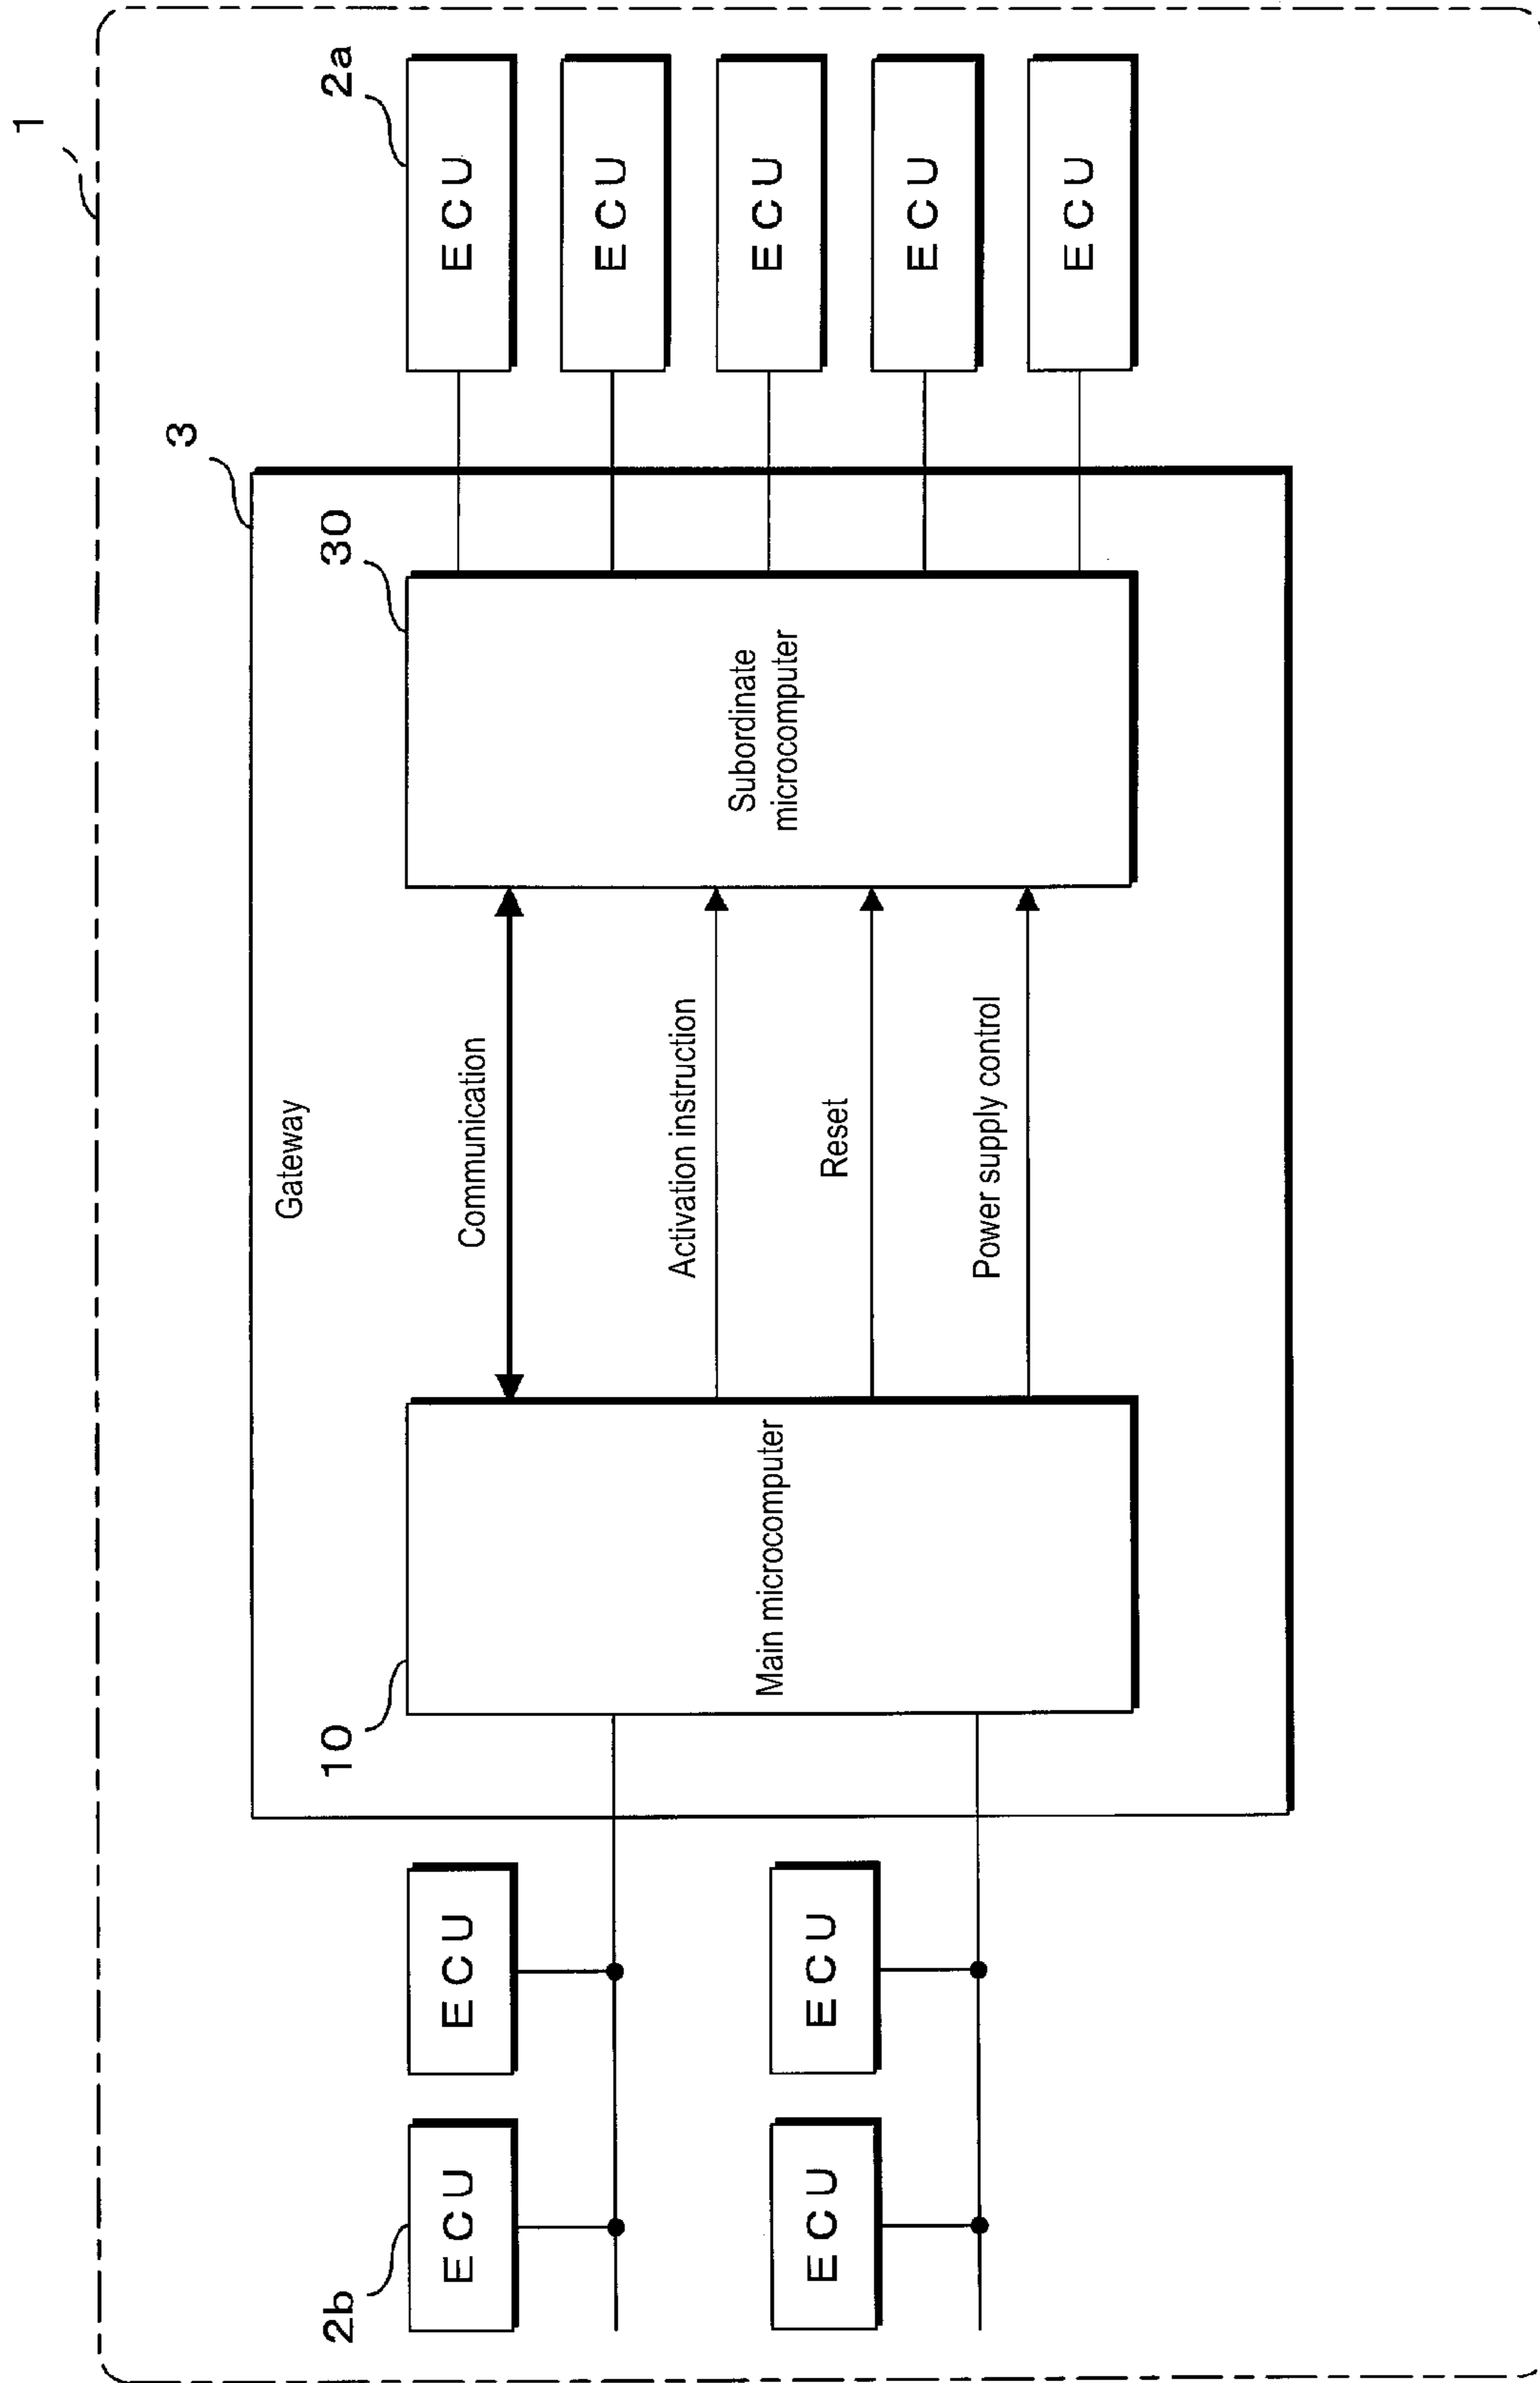 1
3
Gateway
2b
ECU
ECU
10
Communication
30
2a
ECU
ECU
Activation instruction
Main microcomputer
Subordinate
microcomputer
ECU
ECU
ECU
Reset
ECU
Power supply control
ECU